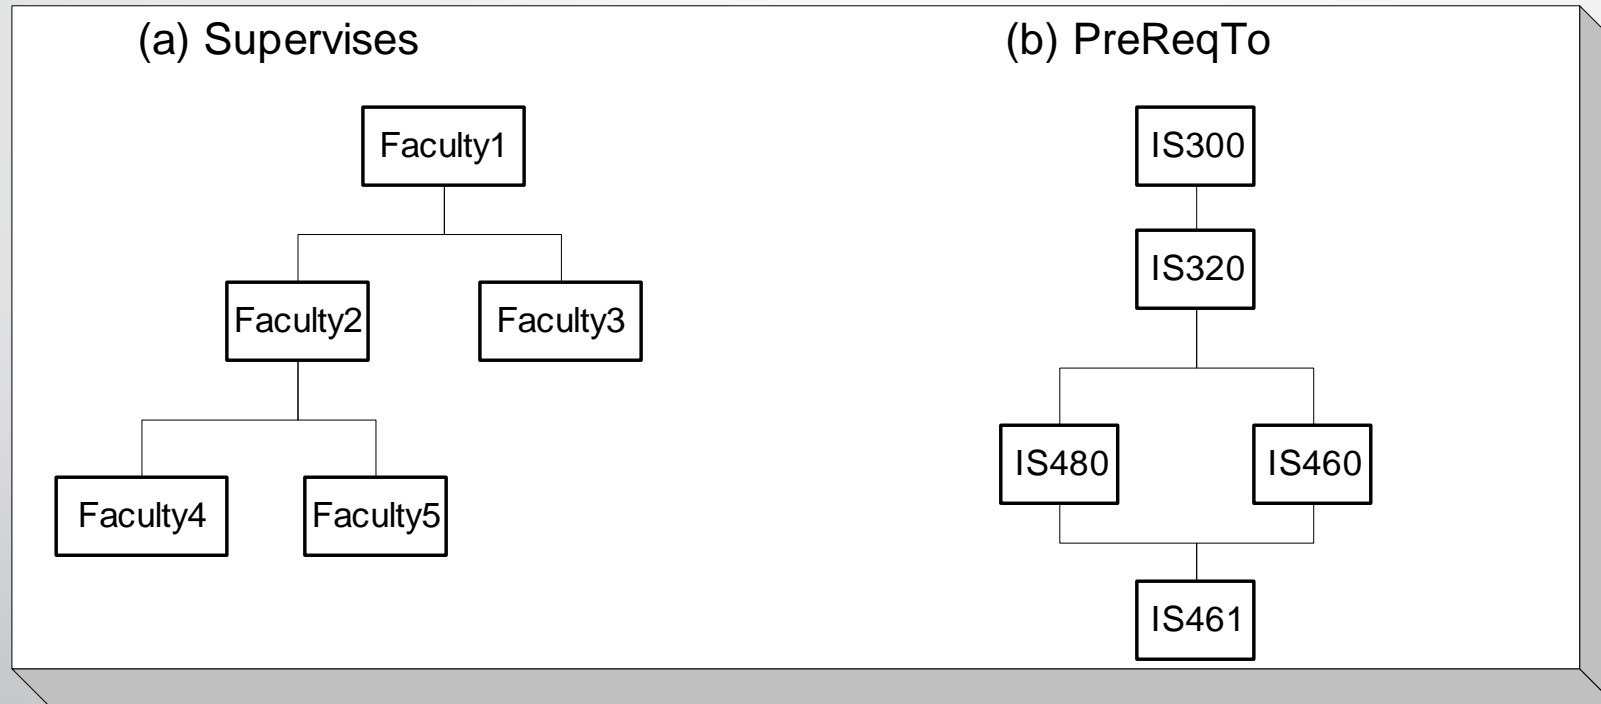 (a) Supervises
Faculty1
Faculty2
Faculty3
Faculty4
Faculty5
(b) PreReqTo
IS300
IS320
IS480
IS460
IS461